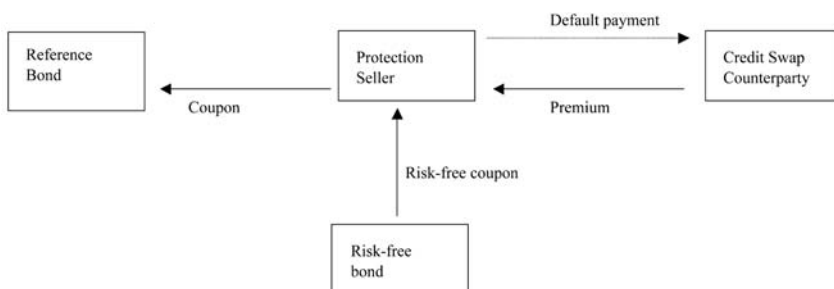 Default payment
Reference
Bond
Protection
Seller
Credit Swap
Counterparty
Coupon
Premium
Risk-free coupon
Risk-free
bond